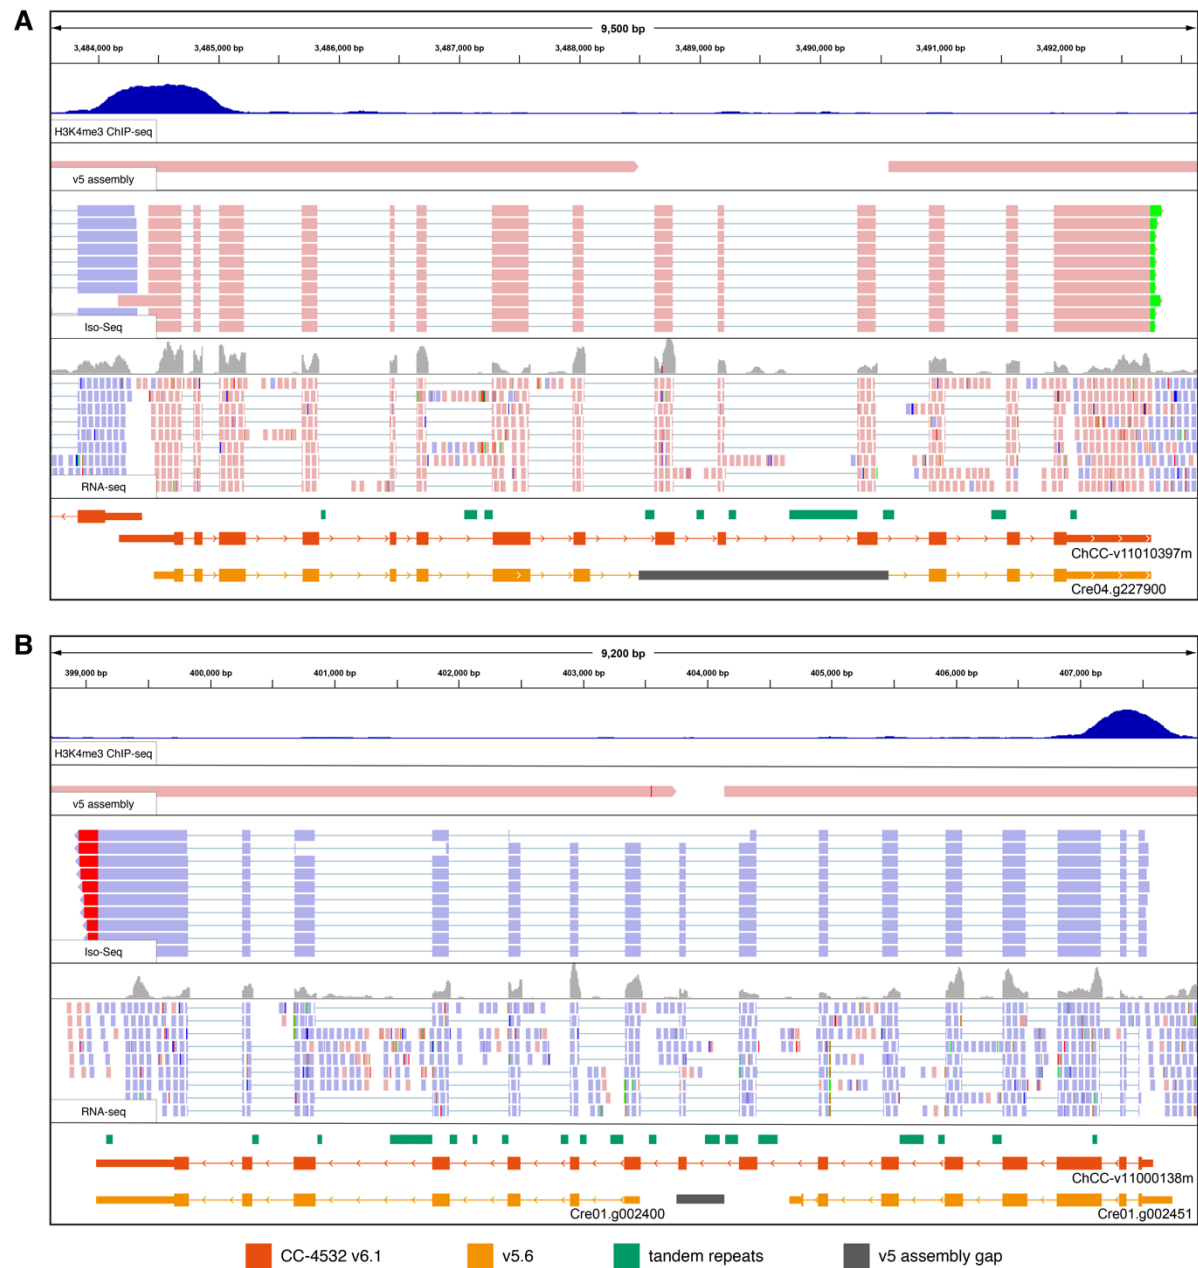 A
9,500 bp
3,484,000 bp 3,485,000 bp 3,486,000 bp 3,487,000 bp 3,488,000 bp 3,489,000 bp 3,490,000 bp 3,491,000 bp 3,492,000 bp
H3K4me3 ChIP-seq
v5 assembly
Iso-Seq
RNA-seq
ChCC-v11010397m
Cre04.g227900
B
9,200 bp
399,000 bp 400,000 bp 401,000 bp 402,000 bp 403,000 bp 404,000 bp 405,000 bp 406,000 bp 407,000 bp
H3K4me3 ChIP-seq
v5 assembly
Iso-Seq
RNA-seq
ChCC-v11000138m
Cre01.g002400 Cre01.g002451
CC-4532 v6.1 v5.6 tandem repeats v5 assembly gap